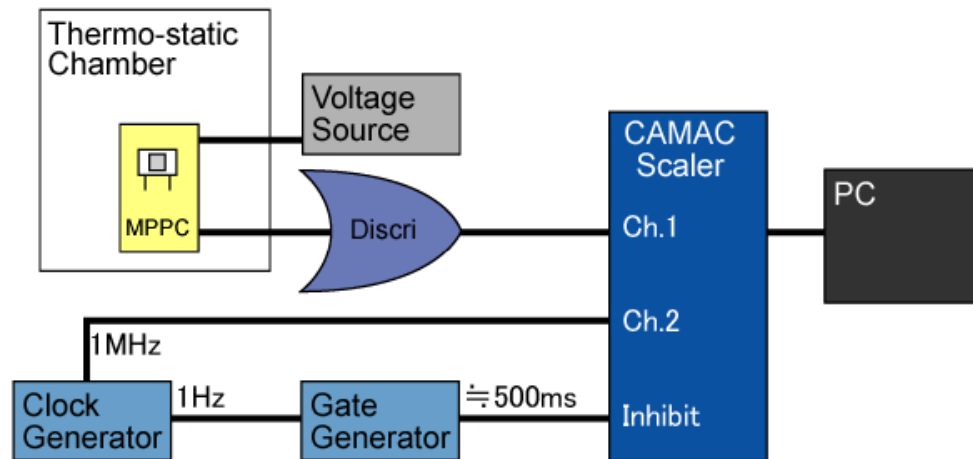 Thermo-static
Chamber
Voltage
Source
MPPC
Discri
CAMAC
Scaler
Ch.1
PC
Ch.2
1MHz
Clock
Generator
1Hz
Gate
Generator
≒500ms
Inhibit